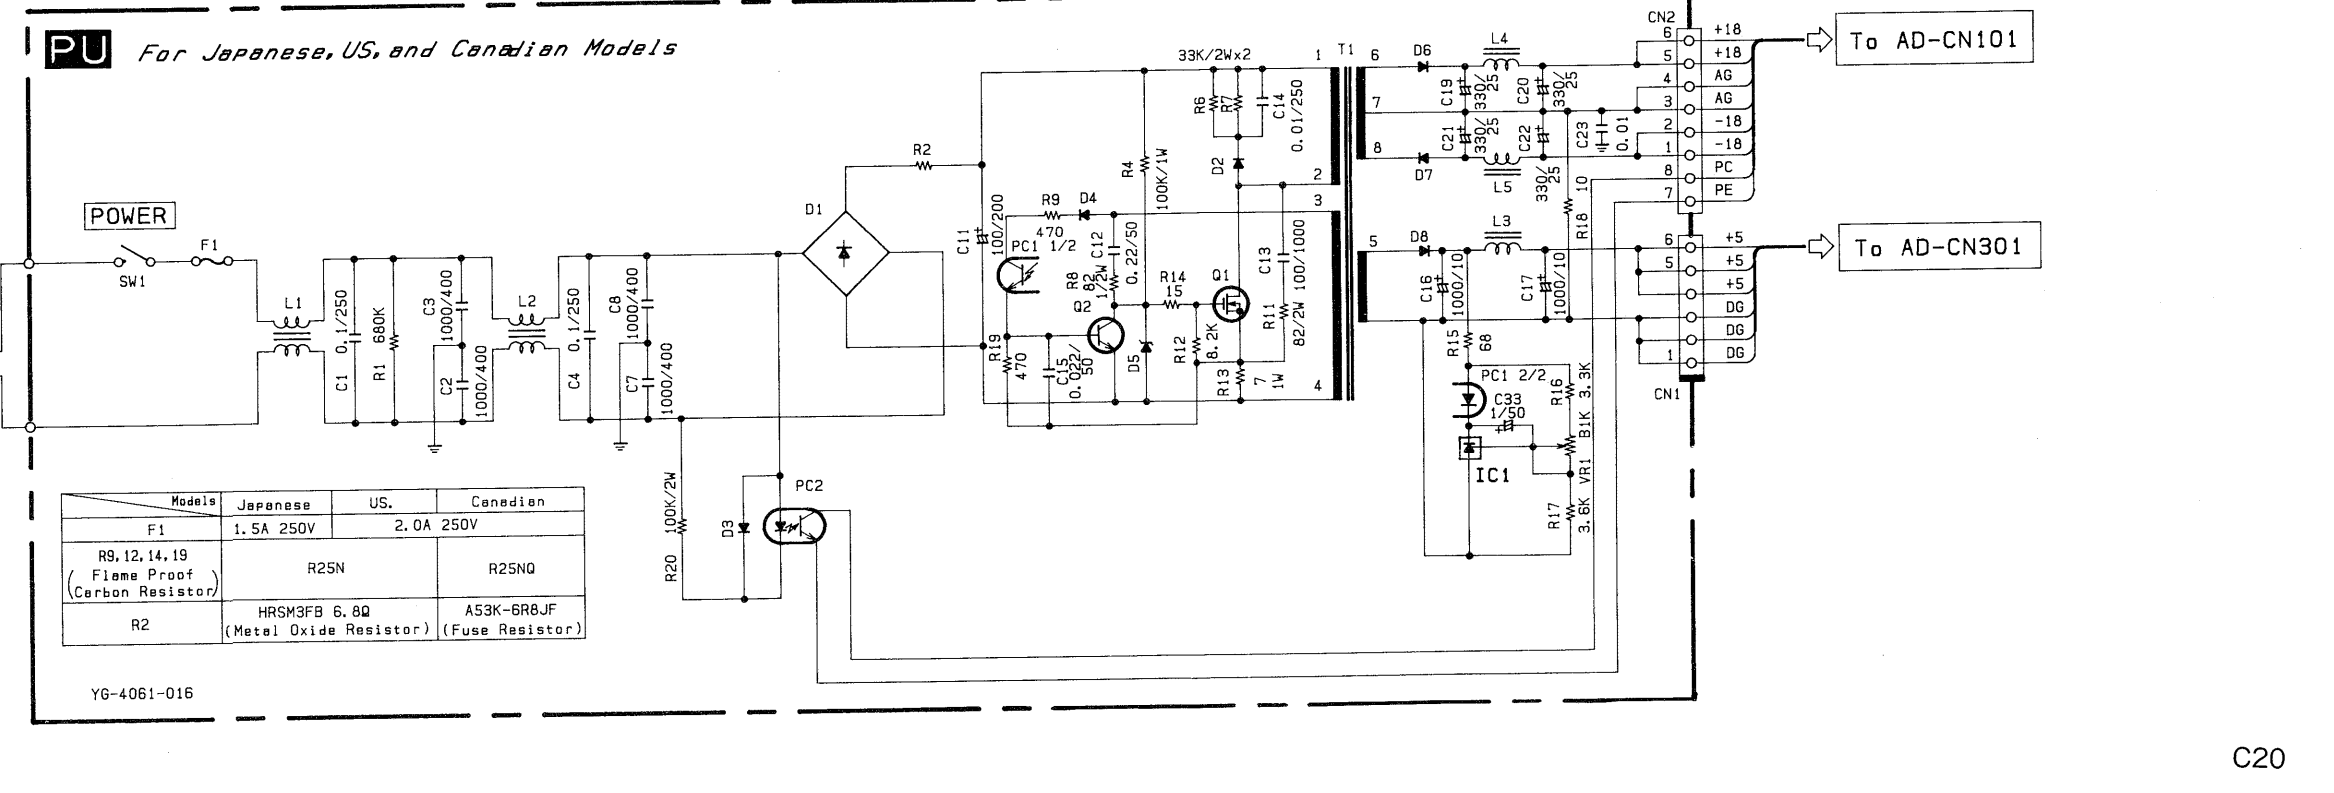 PU For Japanese, US, and Canadian Models
POWER
SW1
F1
L1
C1 0.1/250
R1 680K
C3 1000/400
C2 1000/400
L2
C4 0.1/250
C8 1000/400
C7 1000/400
D1
R2
R20 100K/2W
D3
PC2
C11 100/200
R9
470
D4
PC1 1/2
C12 0.22/50
R8 82 1/2W
R4 100K/1W
33K/2Wx2
R6
R7
C14 0.01/250
D2
R14
15
Q1
Q2
D5
R19 470
C15 0.022/50
R12 8.2K
R13 7 1W
C13 100/1000
R11 82/2W
T1
1
2
3
4
6
7
8
5
D6
L4
C19 330/25
C20 330/25
C21 330/25
C22 330/25
C23 0.01
D7
L5
R18 10
D8
L3
C16 1000/10
C17 1000/10
R15 68
PC1 2/2
C33
1/50
IC1
R16 3.3K
VR1 B1K
R17 3.6K
CN2
6 +18
5 +18
4 AG
3 AG
2 -18
1 -18
8 PC
7 PE
To AD-CN101
6 +5
5 +5
+5
DG
DG
1 DG
CN1
To AD-CN301
Models Japanese US. Canadian
F1 1.5A 250V 2.0A 250V
R9,12,14,19
(Flame Proof
Carbon Resistor)
R25N R25NQ
R2
HRSM3FB 6.8Ω A53K-6R8JF
(Metal Oxide Resistor) (Fuse Resistor)
YG-4061-016
C20